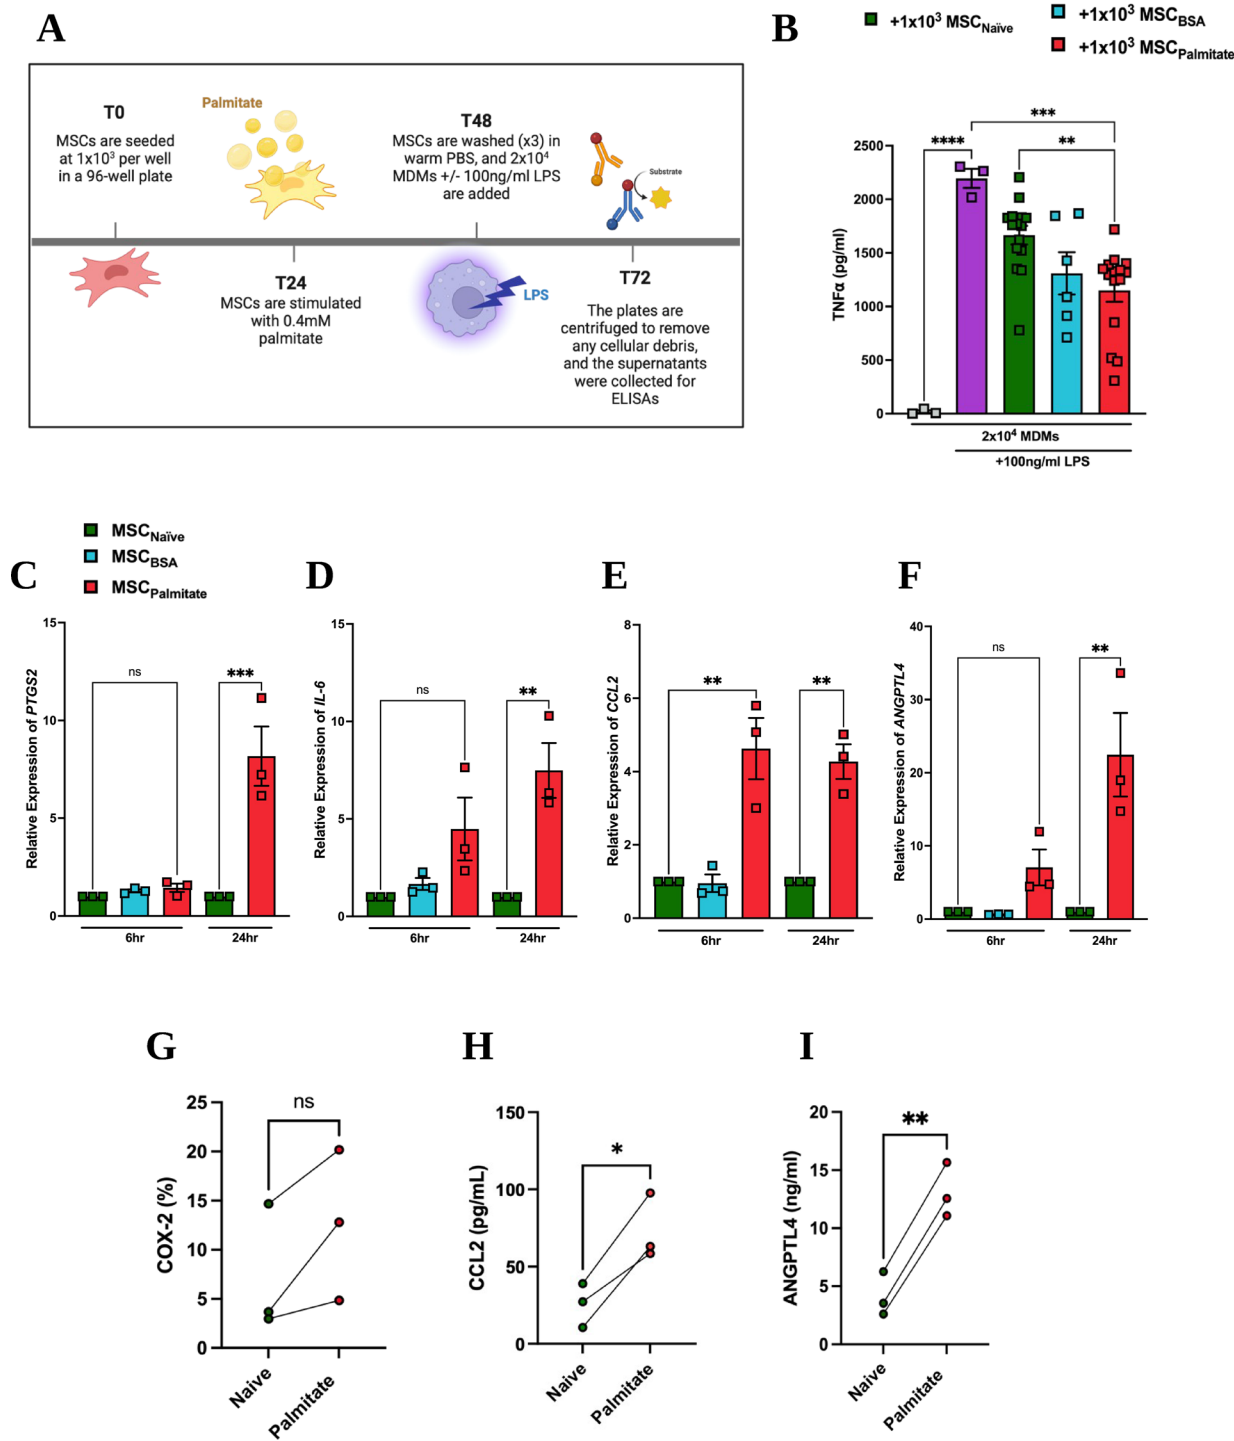 A
T0
MSCs are seeded
at 1x10³ per well
in a 96-well plate
Palmitate
T48
MSCs are washed (x3) in
warm PBS, and 2x10⁴
MDMs +/- 100ng/ml LPS
are added
Substrate
T24
MSCs are stimulated
with 0.4mM
palmitate
LPS
T72
The plates are
centrifuged to remove
any cellular debris,
and the supernatants
were collected for
ELISAs
B
+1x10³ MSCNaïve
+1x10³ MSCBSA
+1x10³ MSCPalmitate
***
****
**
TNFα (pg/ml)
2500
2000
1500
1000
500
0
2x10⁴ MDMs
+100ng/ml LPS
MSCNaïve
MSCBSA
MSCPalmitate
C
Relative Expression of PTGS2
15
10
5
0
ns
***
6hr
24hr
D
Relative Expression of IL-6
15
10
5
0
ns
**
6hr
24hr
E
Relative Expression of CCL2
8
6
4
2
0
**
**
6hr
24hr
F
Relative Expression of ANGPTL4
40
30
20
10
0
ns
**
6hr
24hr
G
COX-2 (%)
25
20
15
10
5
0
ns
Naive
Palmitate
H
CCL2 (pg/mL)
150
100
50
0
*
Naive
Palmitate
I
ANGPTL4 (ng/ml)
20
15
10
5
0
**
Naive
Palmitate